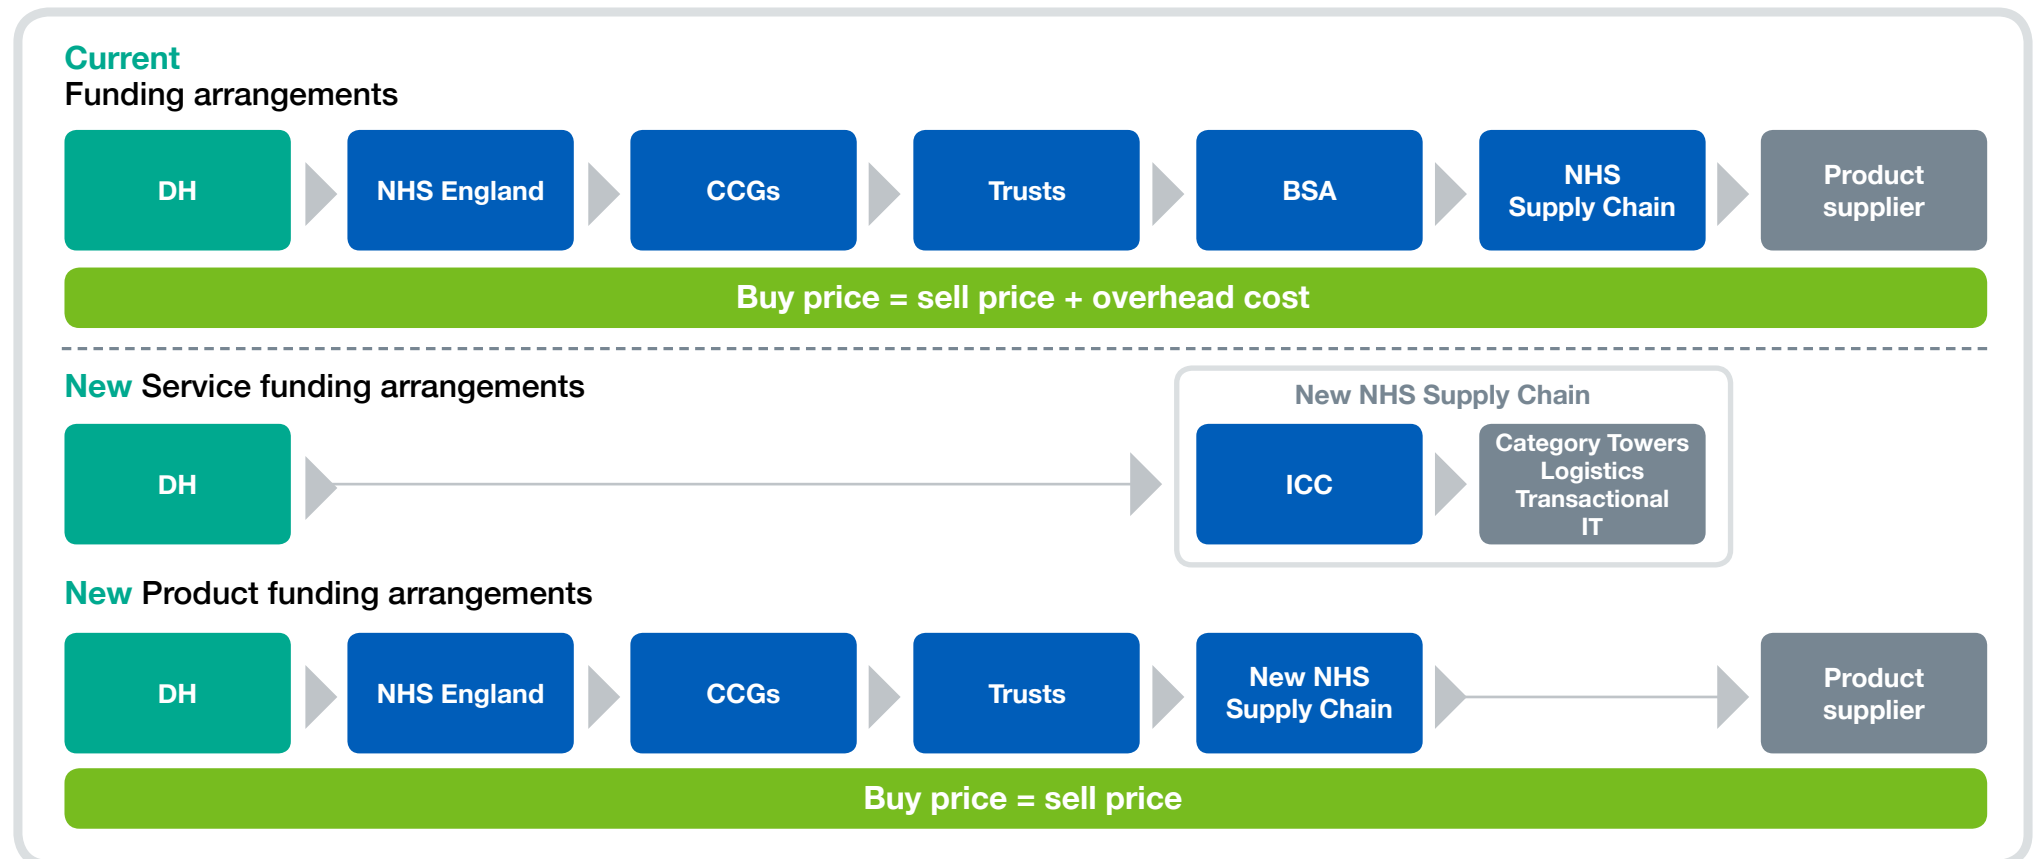 Current
Funding arrangements
DH
NHS England
CCGs
Trusts
BSA
NHS
Supply Chain
Product
supplier
Buy price = sell price + overhead cost
New Service funding arrangements
New NHS Supply Chain
DH
ICC
Category Towers
Logistics
Transactional
IT
New Product funding arrangements
DH
NHS England
CCGs
Trusts
New NHS
Supply Chain
Product
supplier
Buy price = sell price